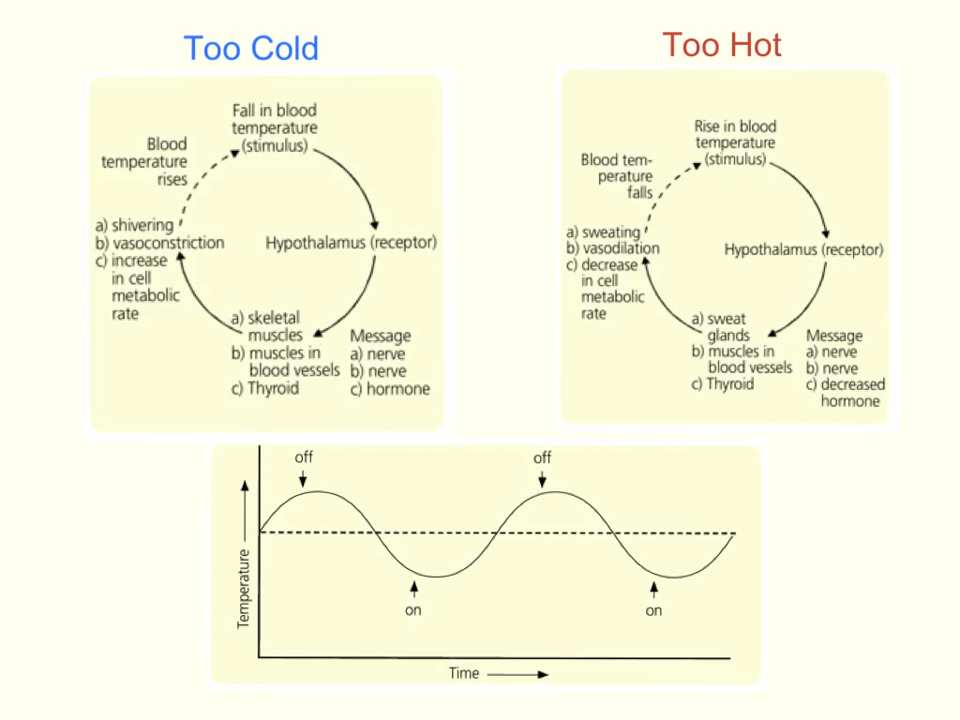 Too Cold
Fall in blood
temperature
(stimulus)
Blood
temperature
rises
a) shivering
b) vasoconstriction
c) increase
in cell
metabolic
rate
Hypothalamus (receptor)
a) skeletal
muscles
b) muscles in
blood vessels
c) Thyroid
Message
a) nerve
b) nerve
c) hormone
Too Hot
Rise in blood
temperature
(stimulus)
Blood tem-
perature
falls
a) sweating
b) vasodilation
c) decrease
in cell
metabolic
rate
Hypothalamus (receptor)
a) sweat
glands
b) muscles in
blood vessels
c) Thyroid
Message
a) nerve
b) nerve
c) decreased
hormone
off
off
Temperature
on
on
Time